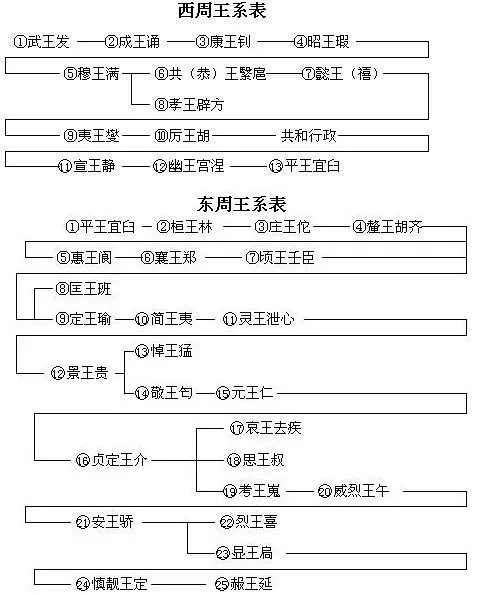 西周王系表
①武王发 ②成王诵 ③康王钊 ④昭王瑕
⑤穆王满 ⑥共（恭）王繄扈 ⑦懿王（禧）
⑧孝王辟方
⑨夷王燮 ⑩厉王胡 共和行政
⑪宣王静 ⑫幽王宫涅 ⑬平王宜臼
东周王系表
①平王宜臼 ②桓王林 ③庄王佗 ④釐王胡齐
⑤惠王阆 ⑥襄王郑 ⑦顷王壬臣
⑧匡王班
⑨定王瑜 ⑩简王夷 ⑪灵王泄心
⑬悼王猛
⑫景王贵
⑭敬王匄 ⑮元王仁
⑰哀王去疾
⑯贞定王介 ⑱思王叔
⑲考王嵬 ⑳威烈王午
㉑安王骄 ㉒烈王喜
㉓显王扁
㉔慎靓王定 ㉕赧王延